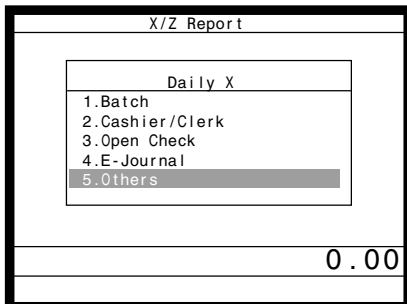 X/Z Report
Daily X
1.Batch
2.Cashier/Clerk
3.Open Check
4.E-Journal
5.Others
0.00